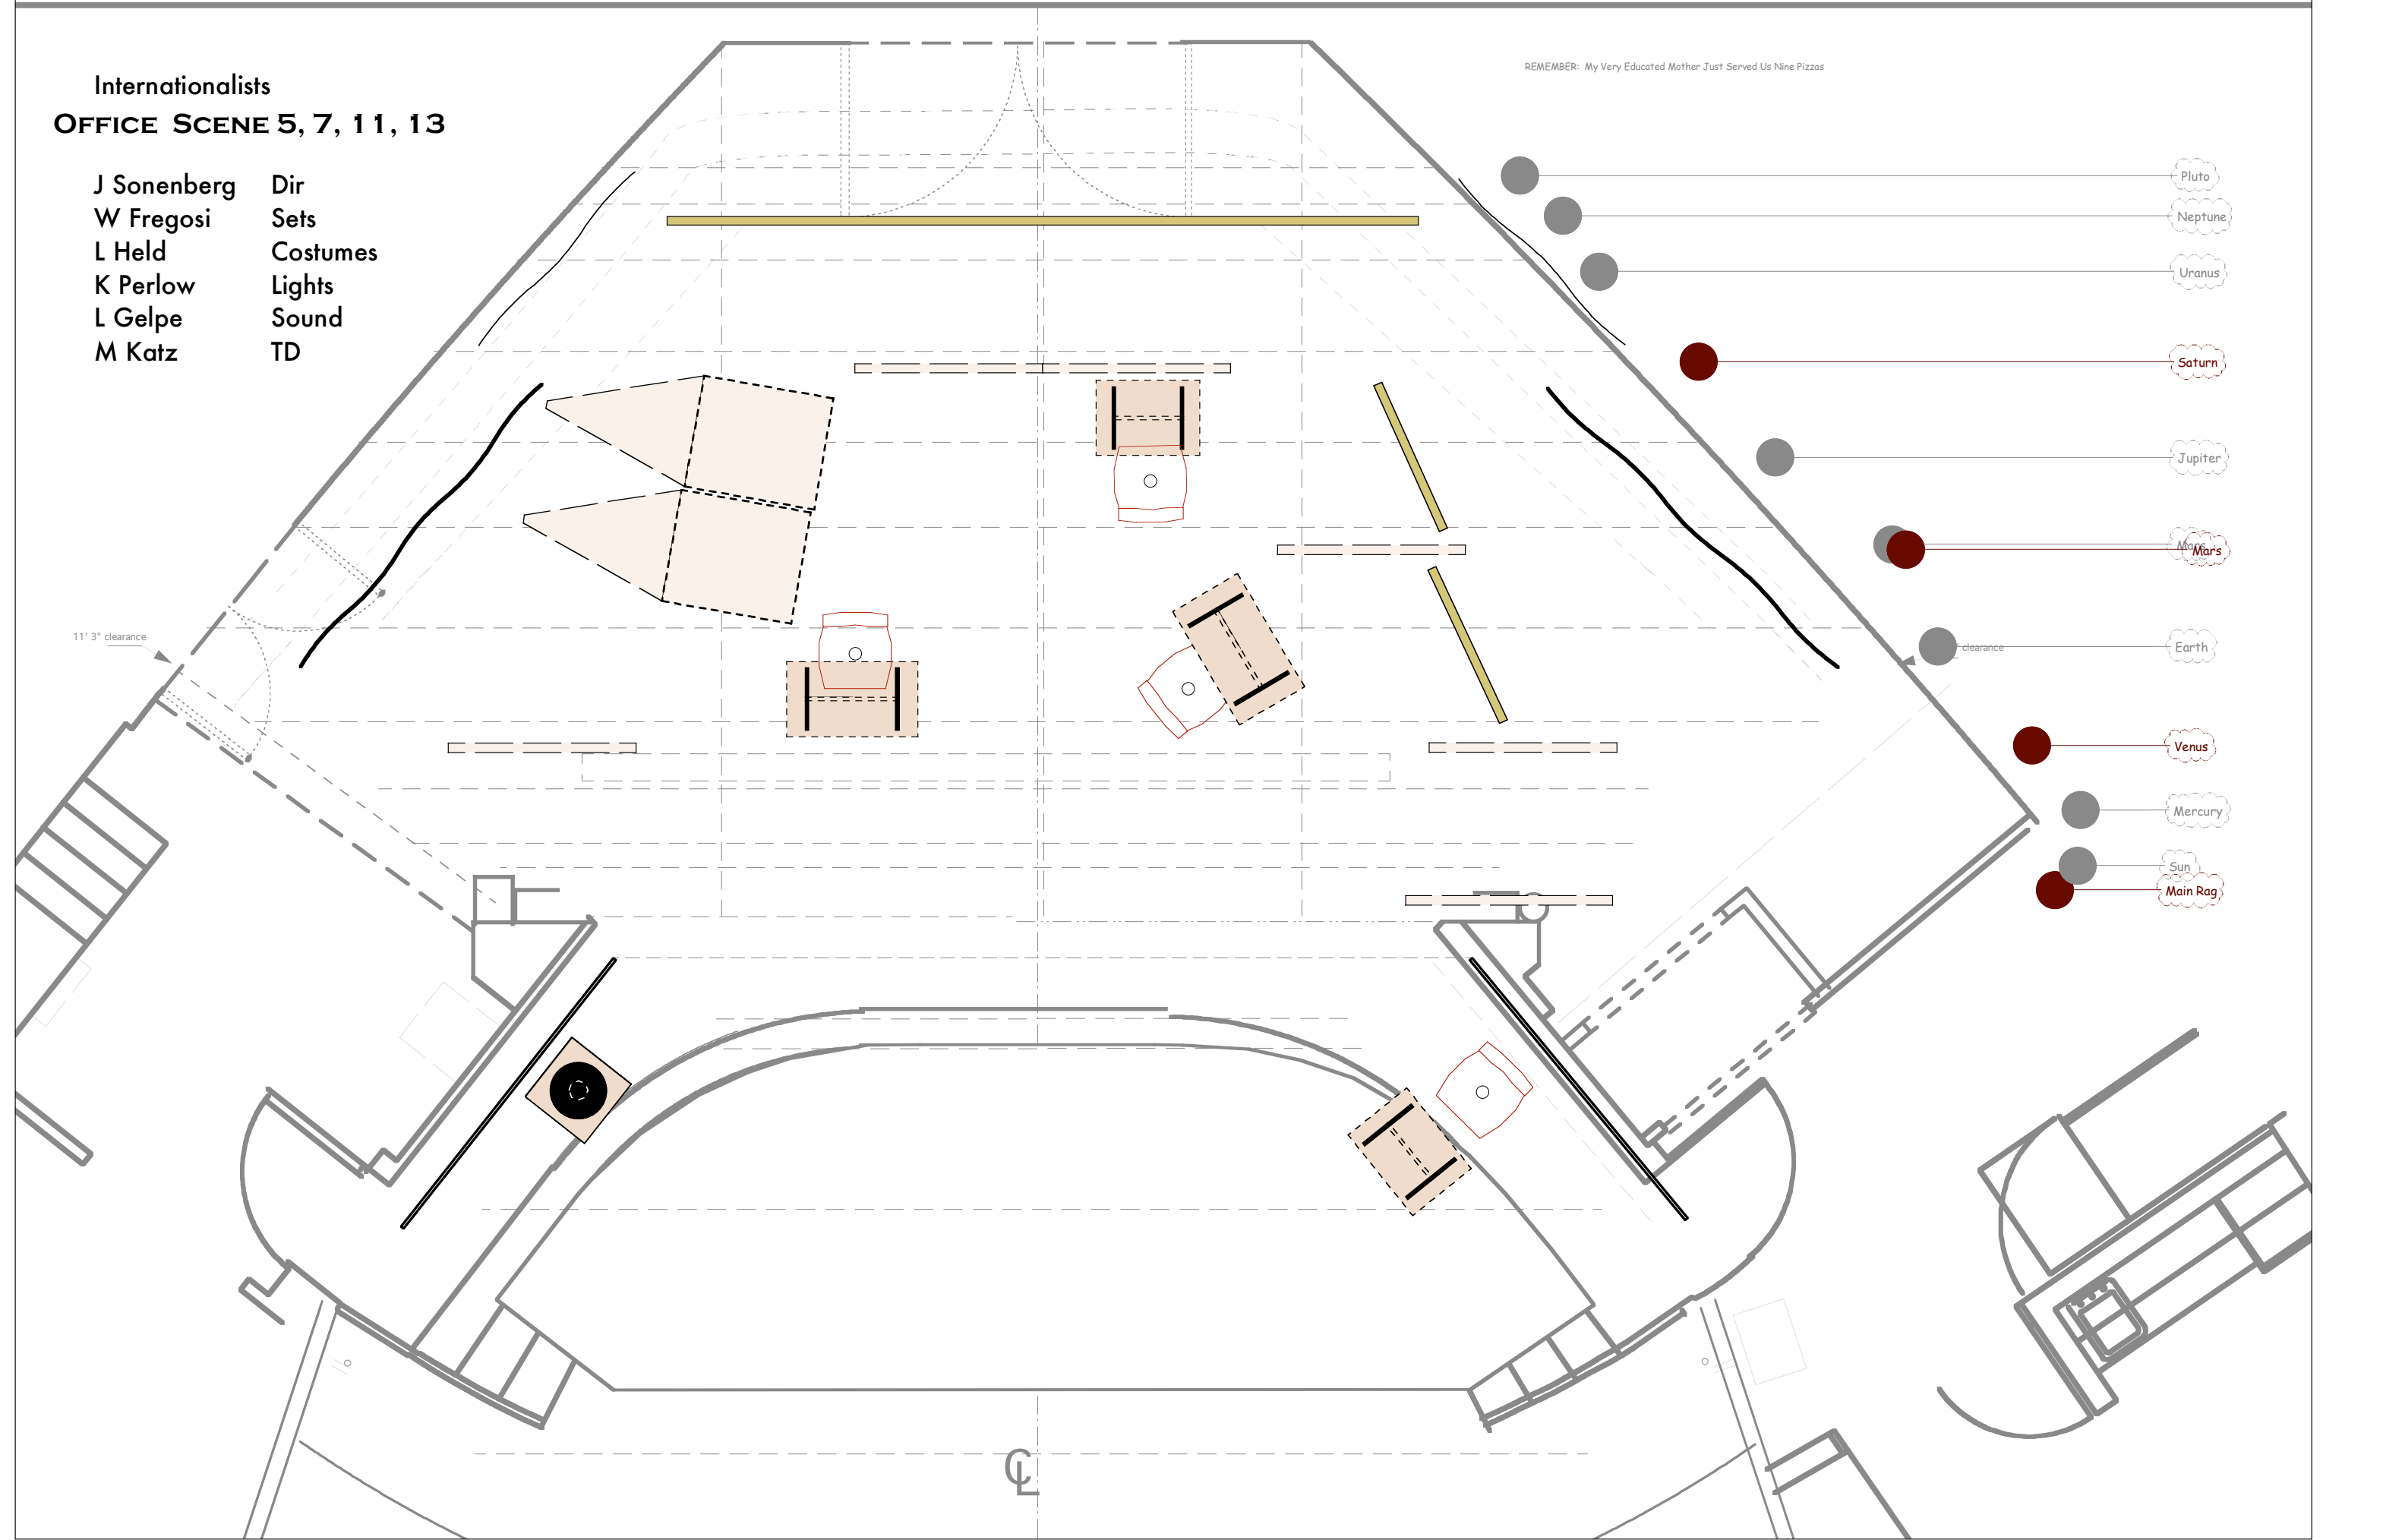 Internationalists
OFFICE SCENE 5, 7, 11, 13
J Sonenberg Dir
W Fregosi Sets
L Held Costumes
K Perlow Lights
L Gelpe Sound
M Katz TD
REMEMBER: My Very Educated Mother Just Served Us Nine Pizzas
Pluto
Neptune
Uranus
Saturn
Jupiter
Mars
Mars
11' 3" clearance
clearance
Earth
Venus
Mercury
Sun
Main Rag
CL